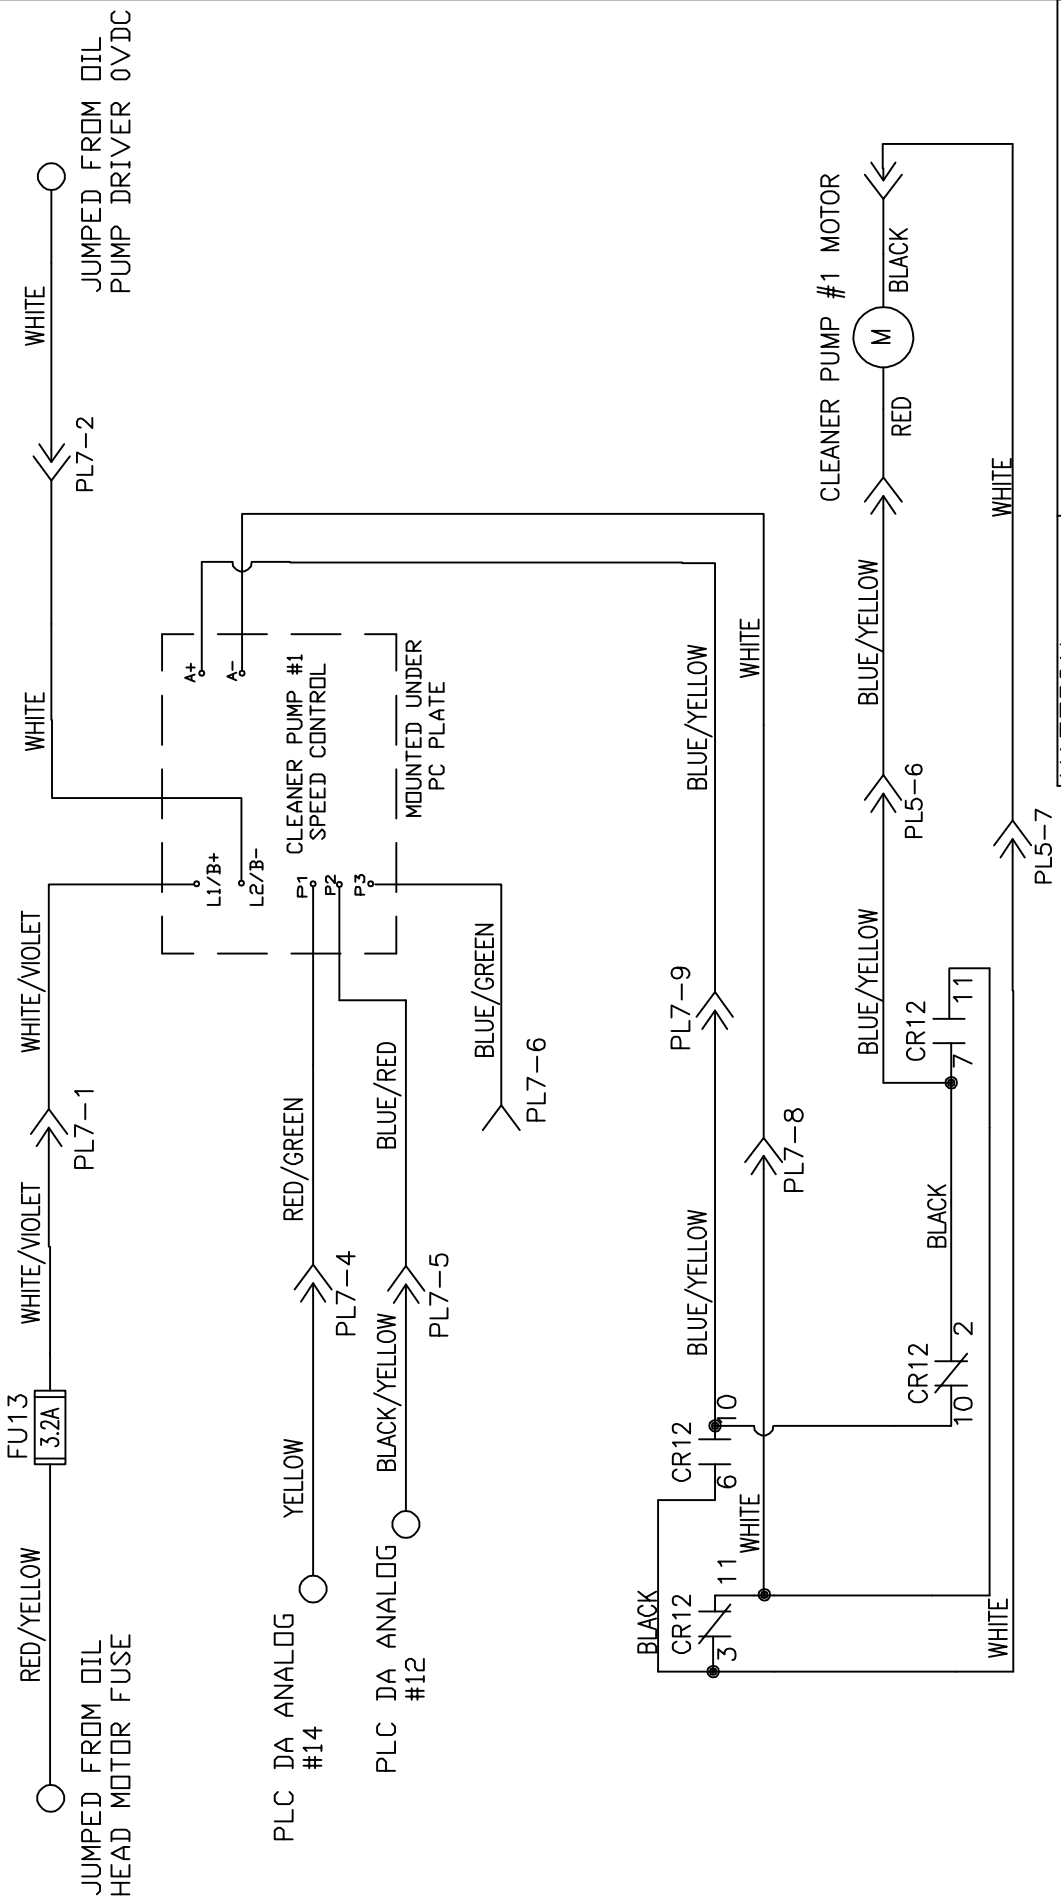 JUMPED FROM OIL
HEAD MOTOR FUSE
RED/YELLOW
FU13
3.2A
WHITE/VIOLET
PL7-1
WHITE/VIOLET
WHITE
PL7-2
WHITE
JUMPED FROM OIL
PUMP DRIVER 0VDC
L1/B+
L2/B-
P1
P2
P3
A+
A-
CLEANER PUMP #1
SPEED CONTROL
MOUNTED UNDER
PC PLATE
PLC DA ANALOG
#14
YELLOW
PL7-4
RED/GREEN
PLC DA ANALOG
#12
BLACK/YELLOW
PL7-5
BLUE/RED
PL7-6
BLUE/GREEN
BLACK
CR12
3
11
WHITE
CR12
6
10
BLUE/YELLOW
PL7-9
BLUE/YELLOW
PL7-8
WHITE
CR12
10
2
BLACK
CR12
7
11
BLUE/YELLOW
PL5-6
BLUE/YELLOW
RED
M
BLACK
CLEANER PUMP #1 MOTOR
WHITE
PL5-7
WHITE